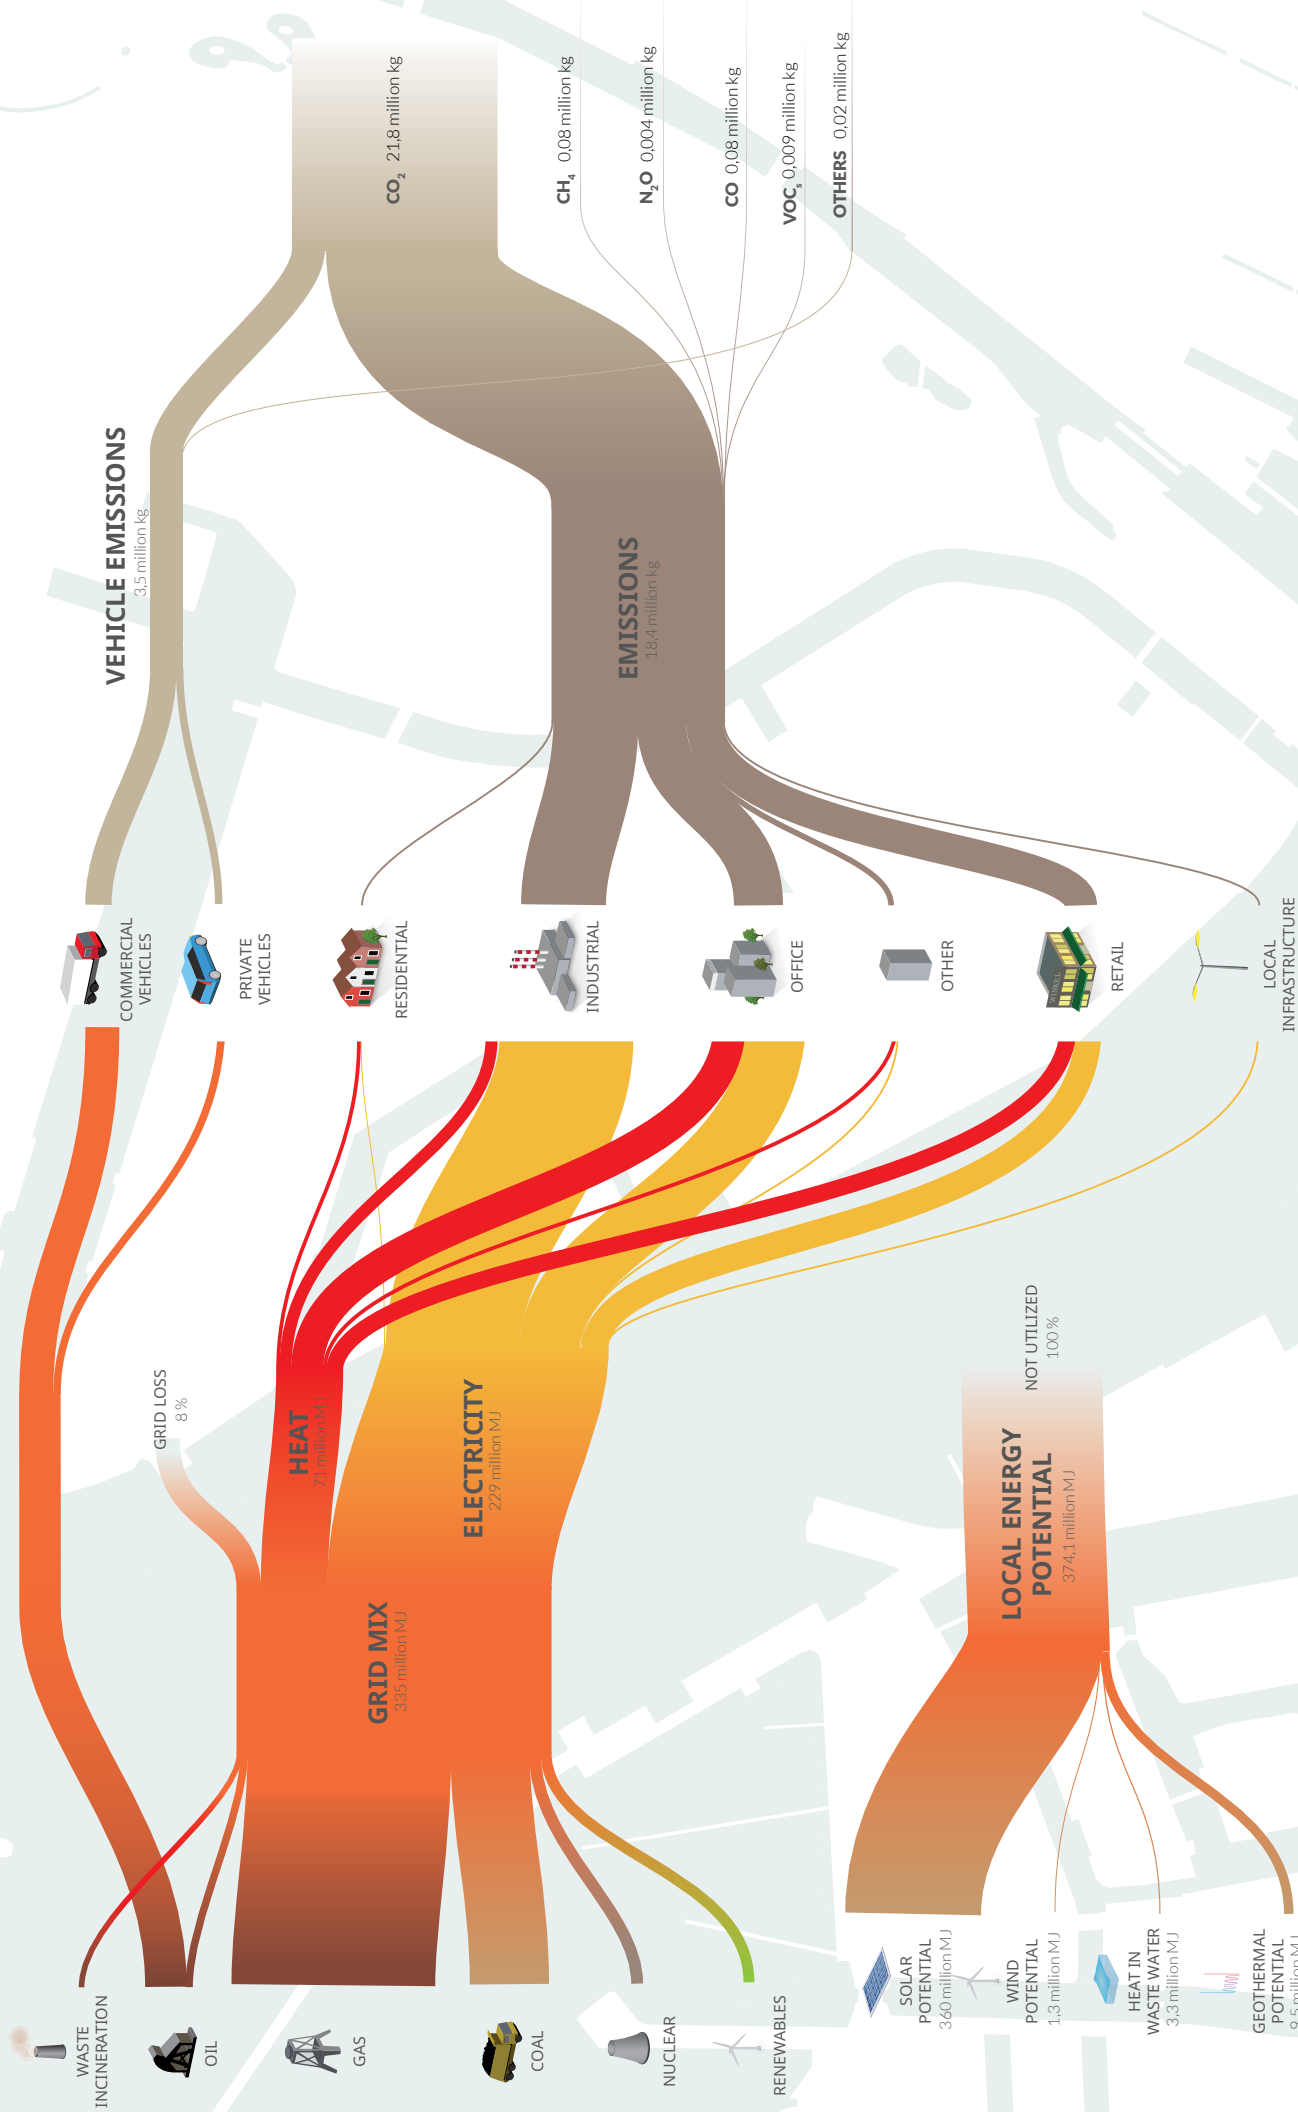 WASTE
INCINERATION
OIL
GAS
COAL
NUCLEAR
RENEWABLES
SOLAR
POTENTIAL
360 million MJ
WIND
POTENTIAL
1,3 million MJ
HEAT IN
WASTE WATER
3,3 million MJ
GEOTHERMAL
POTENTIAL
9,5 million MJ
GRID MIX
335 million MJ
GRID LOSS
8 %
HEAT
71 million MJ
ELECTRICITY
229 million MJ
LOCAL ENERGY
POTENTIAL
374,1 million MJ
NOT UTILIZED
100 %
COMMERCIAL
VEHICLES
PRIVATE
VEHICLES
RESIDENTIAL
INDUSTRIAL
OFFICE
OTHER
WINKEL
RETAIL
LOCAL
INFRASTRUCTURE
VEHICLE EMISSIONS
3,5 million kg
EMISSIONS
18,4 million kg
CO₂ 21,8 million kg
CH₄ 0,08 million kg
N₂O 0,004 million kg
CO 0,08 million kg
VOCs 0,009 million kg
OTHERS 0,02 million kg